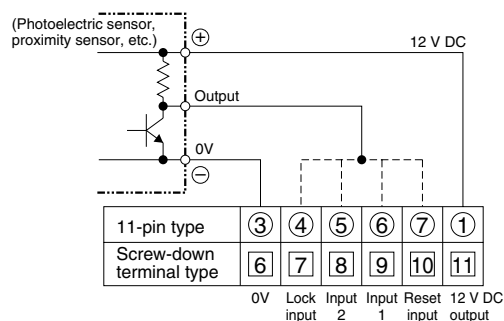 (Photoelectric sensor,
proximity sensor, etc.)
+
12 V DC
Output
0V
−
11-pin type ③ ④ ⑤ ⑥ ⑦ ①
Screw-down
terminal type 6 7 8 9 10 11
0V Lock Input Input Reset 12 V DC
input 2 1 input output